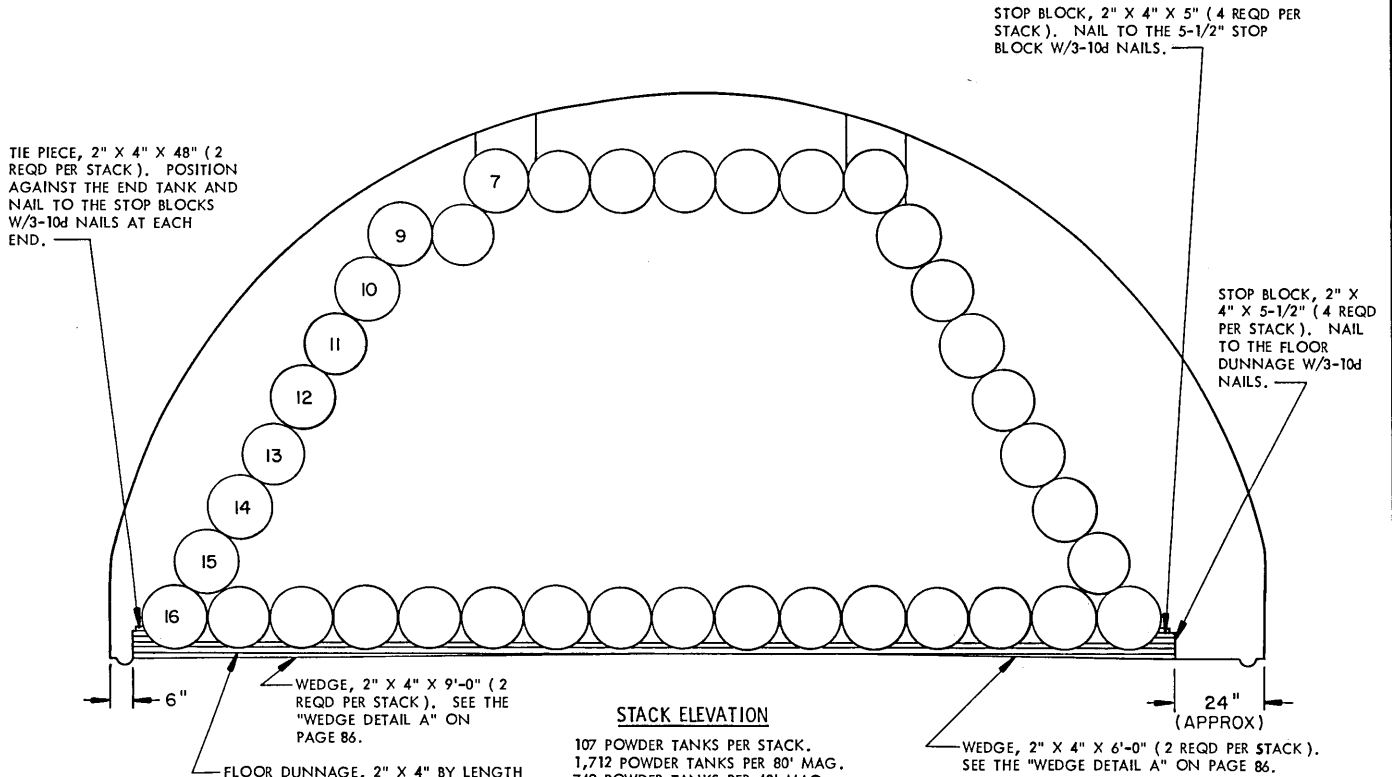 STOP BLOCK, 2" X 4" X 5" ( 4 REQD PER
STACK ). NAIL TO THE 5-1/2" STOP
BLOCK W/3-10d NAILS.
TIE PIECE, 2" X 4" X 48" ( 2
REQD PER STACK ). POSITION
AGAINST THE END TANK AND
NAIL TO THE STOP BLOCKS
W/3-10d NAILS AT EACH
END.
STOP BLOCK, 2" X
4" X 5-1/2" ( 4 REQD
PER STACK ). NAIL
TO THE FLOOR
DUNNAGE W/3-10d
NAILS.
7
9
10
11
12
13
14
15
16
6"
24"
(APPROX)
WEDGE, 2" X 4" X 9'-0" ( 2
REQD PER STACK ). SEE THE
"WEDGE DETAIL A" ON
PAGE 86.
FLOOR DUNNAGE, 2" X 4" BY LENGTH
STACK ELEVATION
107 POWDER TANKS PER STACK.
1,712 POWDER TANKS PER 80' MAG.
POWDER TANKS PER
WEDGE, 2" X 4" X 6'-0" ( 2 REQD PER STACK ).
SEE THE "WEDGE DETAIL A" ON PAGE 86.